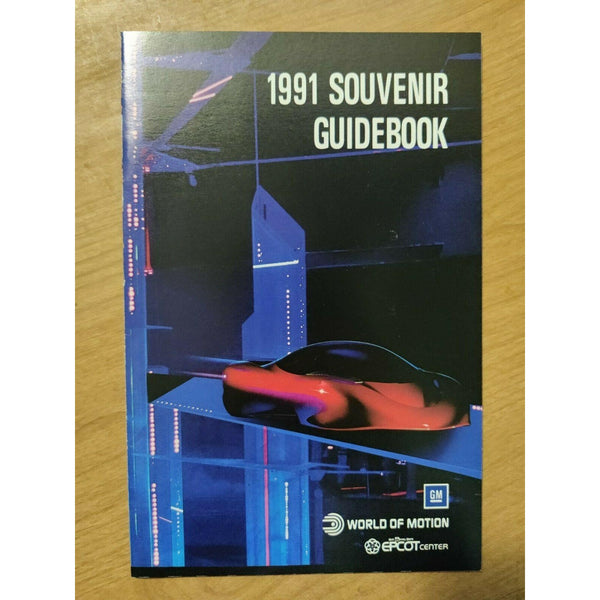 1991 SOUVENIR
GUIDEBOOK
GM
WORLD OF MOTION
EPCOT CENTER